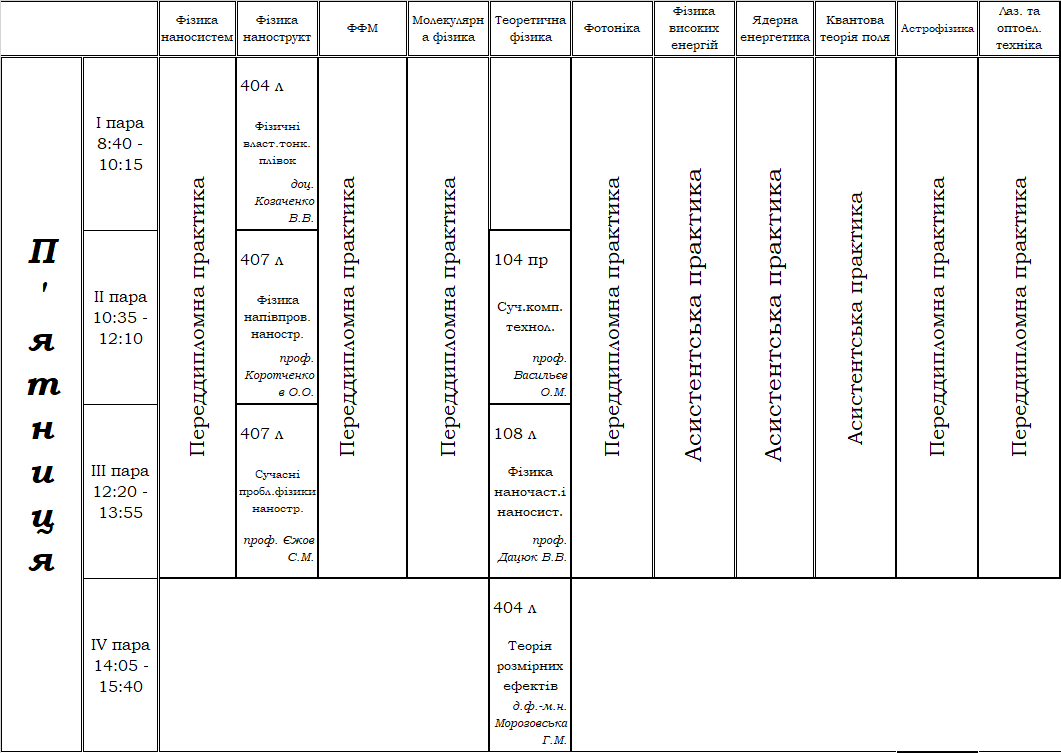 Фізика
наносистем
Фізика
нанострукт
ФФМ
Молекулярн
а фізика
Теоретична
фізика
Фотоніка
Фізика
високих
енергій
Ядерна
енергетика
Квантова
теорія поля
Астрофізика
Лаз. та
оптоел.
техніка
П'ятниця
I пара
8:40 -
10:15
Переддипломна практика
404 л
Фізичні
власт.тонк.
плівок
доц.
Козаченко
В.В.
Переддипломна практика
Переддипломна практика
Переддипломна практика
Асистентська практика
Асистентська практика
Асистентська практика
Переддипломна практика
Переддипломна практика
II пара
10:35 -
12:10
407 л
Фізика
напівпров.
наностр.
проф.
Коротченко
в О.О.
104 пр
Суч.комп.
технол.
проф.
Васильєв
О.М.
III пара
12:20 -
13:55
407 л
Сучасні
пробл.фізики
наностр.
проф. Єжов
С.М.
108 л
Фізика
наночаст.і
наносист.
проф.
Дацюк В.В.
IV пара
14:05 -
15:40
404 л
Теорія
розмірних
ефектів
д.ф.-м.н.
Морозовська
Г.М.